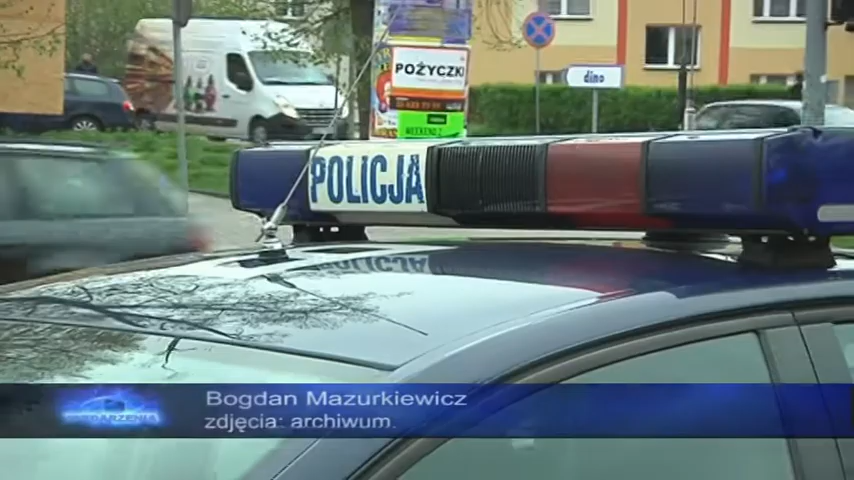 POŻYCZKI
WEEKEND Z
dino
POLICJA
WYDARZENIA
Bogdan Mazurkiewicz
zdjęcia: archiwum.